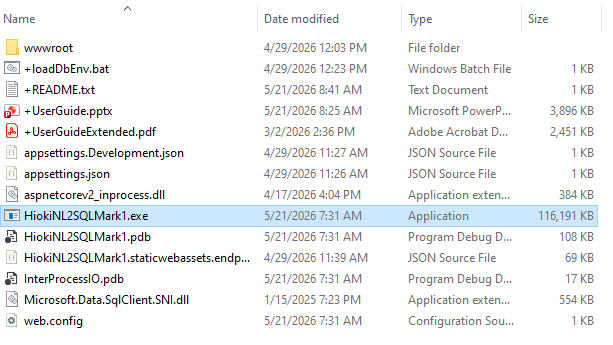 Name Date modified Type Size
wwwroot 4/29/2026 12:03 PM File folder
+loadDbEnv.bat 4/29/2026 12:23 PM Windows Batch File 1 KB
+README.txt 5/21/2026 8:41 AM Text Document 1 KB
+UserGuide.pptx 5/21/2026 8:25 AM Microsoft PowerP... 3,896 KB
+UserGuideExtended.pdf 3/2/2026 2:36 PM Adobe Acrobat D... 2,451 KB
appsettings.Development.json 4/29/2026 11:27 AM JSON Source File 1 KB
appsettings.json 4/29/2026 11:27 AM JSON Source File 1 KB
aspnetcorev2_inprocess.dll 4/17/2026 4:04 PM Application exten... 384 KB
HiokiNL2SQLMark1.exe 5/21/2026 7:31 AM Application 116,191 KB
HiokiNL2SQLMark1.pdb 5/21/2026 7:31 AM Program Debug D... 108 KB
HiokiNL2SQLMark1.staticwebassets.endp... 4/29/2026 11:39 AM JSON Source File 69 KB
InterProcessIO.pdb 5/21/2026 7:31 AM Program Debug D... 17 KB
Microsoft.Data.SqlClient.SNI.dll 1/15/2025 7:23 PM Application exten... 554 KB
web.config 5/21/2026 7:31 AM Configuration Sou... 1 KB